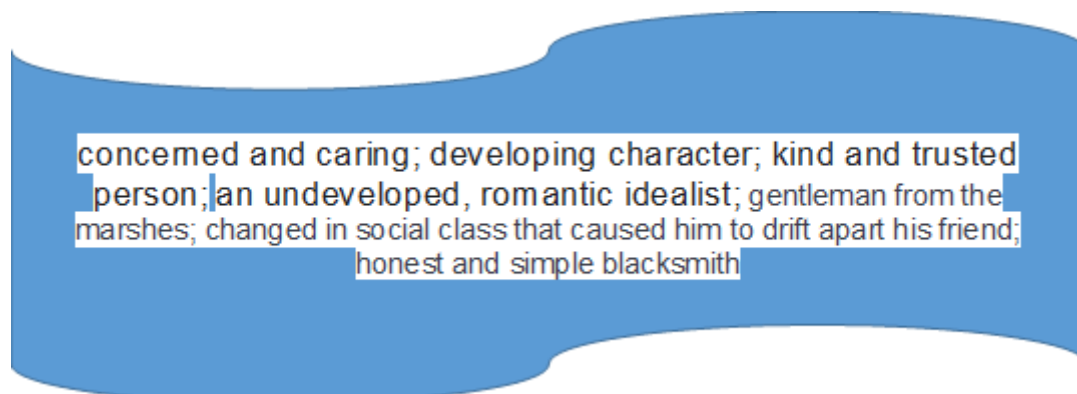 concerned and caring; developing character; kind and trusted
person; an undeveloped, romantic idealist; gentleman from the
marshes; changed in social class that caused him to drift apart his friend;
honest and simple blacksmith